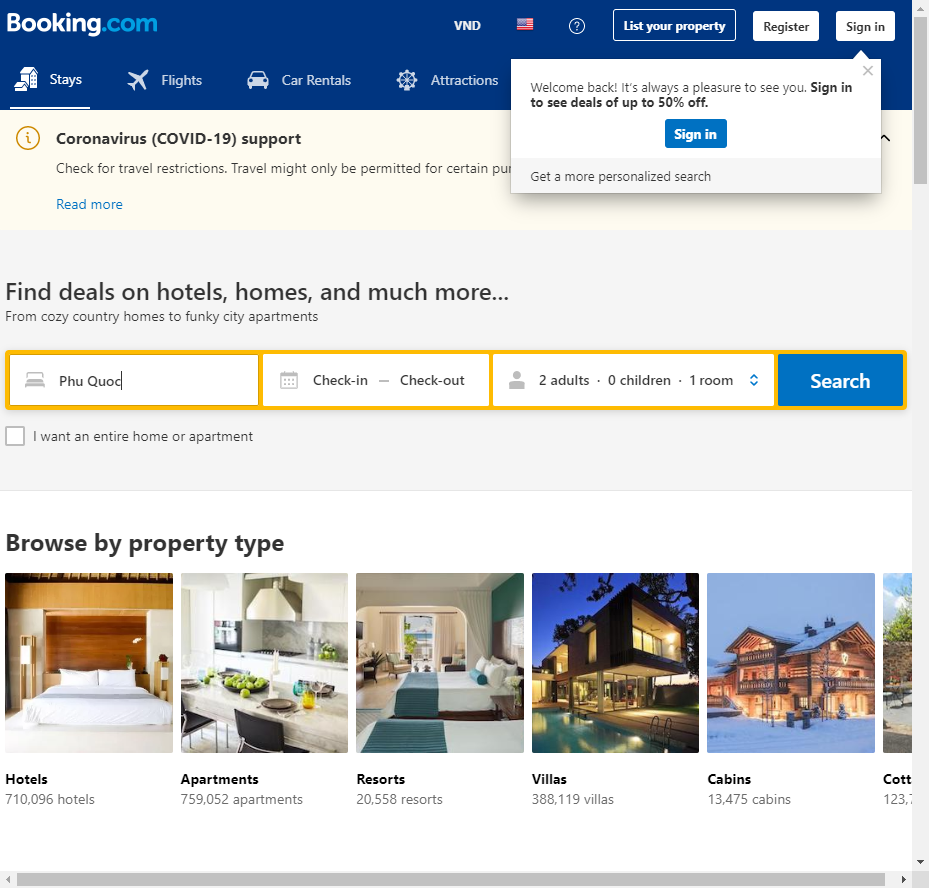 Booking.com
VND
List your property
Register
Sign in
Stays
Flights
Car Rentals
Attractions
Welcome back! It's always a pleasure to see you. Sign in
to see deals of up to 50% off.
Sign in
Get a more personalized search
Coronavirus (COVID-19) support
Check for travel restrictions. Travel might only be permitted for certain
Read more
Find deals on hotels, homes, and much more...
From cozy country homes to funky city apartments
Phu Quoc
Check-in — Check-out
2 adults · 0 children · 1 room
Search
I want an entire home or apartment
Browse by property type
Hotels
710,096 hotels
Apartments
759,052 apartments
Resorts
20,558 resorts
Villas
388,119 villas
Cabins
13,475 cabins